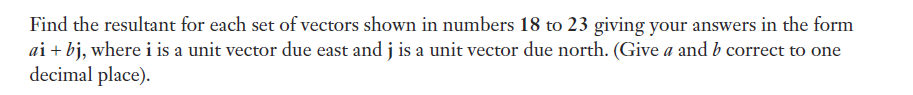 Find the resultant for each set of vectors shown in numbers 18 to 23 giving your answers in the form
ai + bj, where i is a unit vector due east and j is a unit vector due north. (Give a and b correct to one
decimal place).